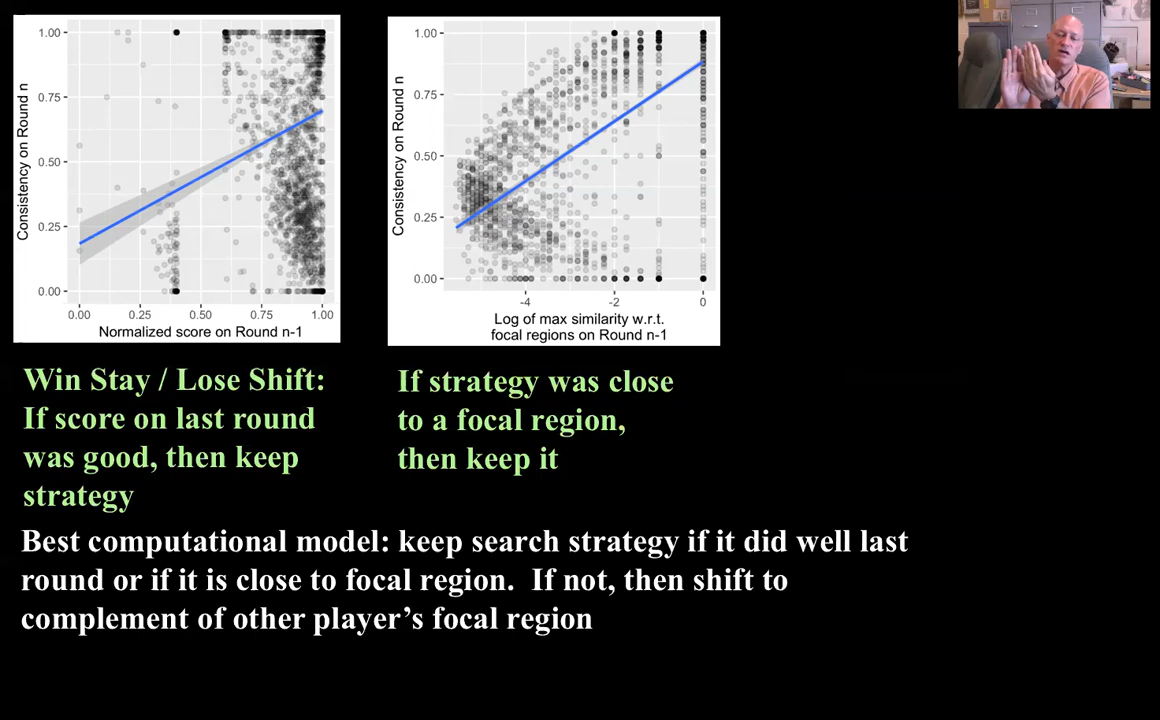 1.00
0.75
0.50
0.25
0.00
Consistency on Round n
0.00 0.25 0.50 0.75 1.00
Normalized score on Round n-1
1.00
0.75
0.50
0.25
0.00
Consistency on Round n
-4 -2 0
Log of max similarity w.r.t.
focal regions on Round n-1
Win Stay / Lose Shift:
If score on last round
was good, then keep
strategy
If strategy was close
to a focal region,
then keep it
Best computational model: keep search strategy if it did well last
round or if it is close to focal region. If not, then shift to
complement of other player’s focal region